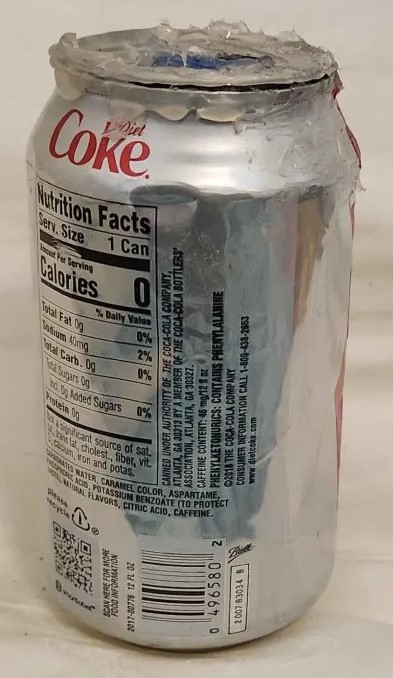 Diet
Coke
Nutrition Facts
Serv. Size 1 Can
Amount Per Serving
Calories 0
% Daily Value
Total Fat 0g 0%
Sodium 40mg 2%
Total Carb. 0g 0%
Total Sugars 0g
Incl. 0g Added Sugars 0%
Protein 0g
Not a significant source of sat.
fat, trans fat, cholest., fiber, vit.
D, calcium, iron and potas.
CARBONATED WATER, CARAMEL COLOR, ASPARTAME,
PHOSPHORIC ACID, POTASSIUM BENZOATE (TO PROTECT
TASTE), NATURAL FLAVORS, CITRIC ACID, CAFFEINE.
CANNED UNDER AUTHORITY OF THE COCA-COLA COMPANY,
ATLANTA, GA 30313 BY A MEMBER OF THE COCA-COLA BOTTLERS'
ASSOCIATION, ATLANTA, GA 30327.
CAFFEINE CONTENT: 46 mg/12 fl oz
PHENYLKETONURICS: CONTAINS PHENYLALANINE
©2018 THE COCA-COLA COMPANY
CONSUMER INFORMATION CALL 1-800-438-2653
www.dietcoke.com
please
recycle
SCAN HERE FOR MORE
FOOD INFORMATION
2017-00776 12 FL OZ
0 496580 2
Ball
2 007 B3034 B